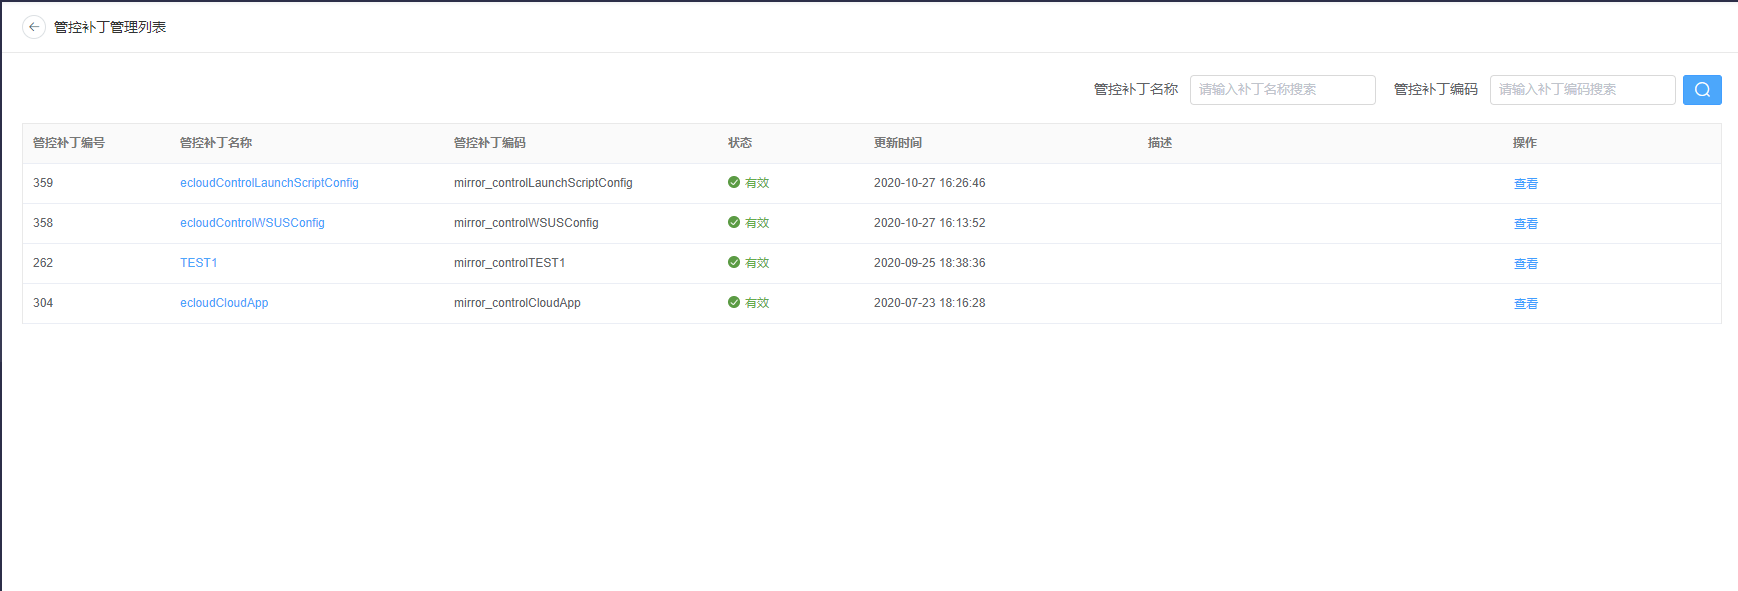 管控补丁管理列表
管控补丁名称 请输入补丁名称搜索 管控补丁编码 请输入补丁编码搜索
管控补丁编号 管控补丁名称 管控补丁编码 状态 更新时间 描述 操作
359 ecloudControlLaunchScriptConfig mirror_controlLaunchScriptConfig 有效 2020-10-27 16:26:46 查看
358 ecloudControlWSUSConfig mirror_controlWSUSConfig 有效 2020-10-27 16:13:52 查看
262 TEST1 mirror_controlTEST1 有效 2020-09-25 18:38:36 查看
304 ecloudCloudApp mirror_controlCloudApp 有效 2020-07-23 18:16:28 查看